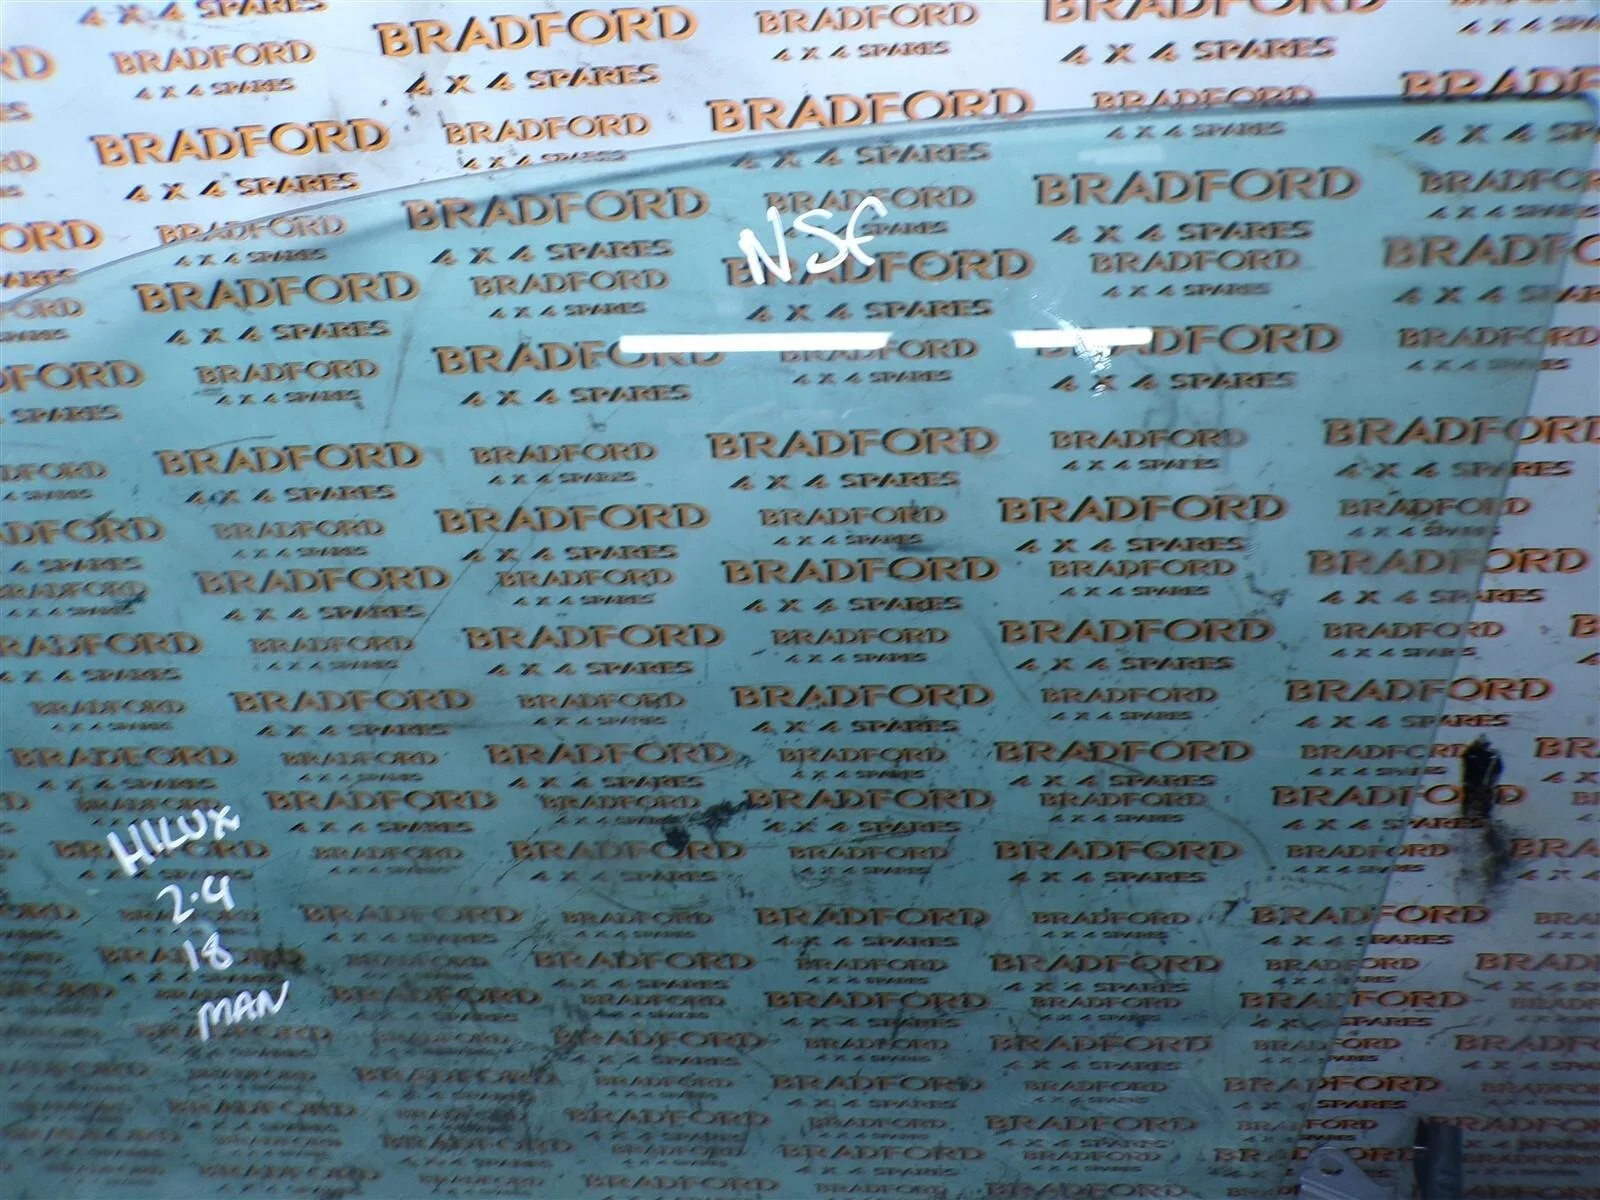 BRADFORD
4 X 4 SPARES
NSF
HILUX
2.4
18
MAN